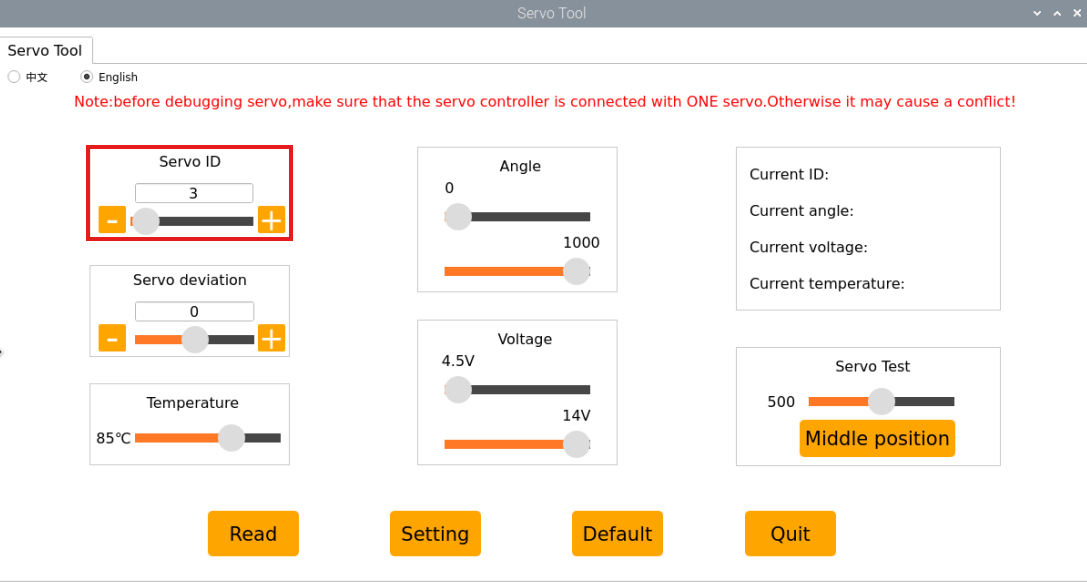 Servo Tool
Servo Tool
中文 English
Note:before debugging servo,make sure that the servo controller is connected with ONE servo.Otherwise it may cause a conflict!
Servo ID
3
- +
Servo deviation
0
- +
Temperature
85℃
Angle
0
1000
Voltage
4.5V
14V
Current ID:
Current angle:
Current voltage:
Current temperature:
Servo Test
500
Middle position
Read Setting Default Quit